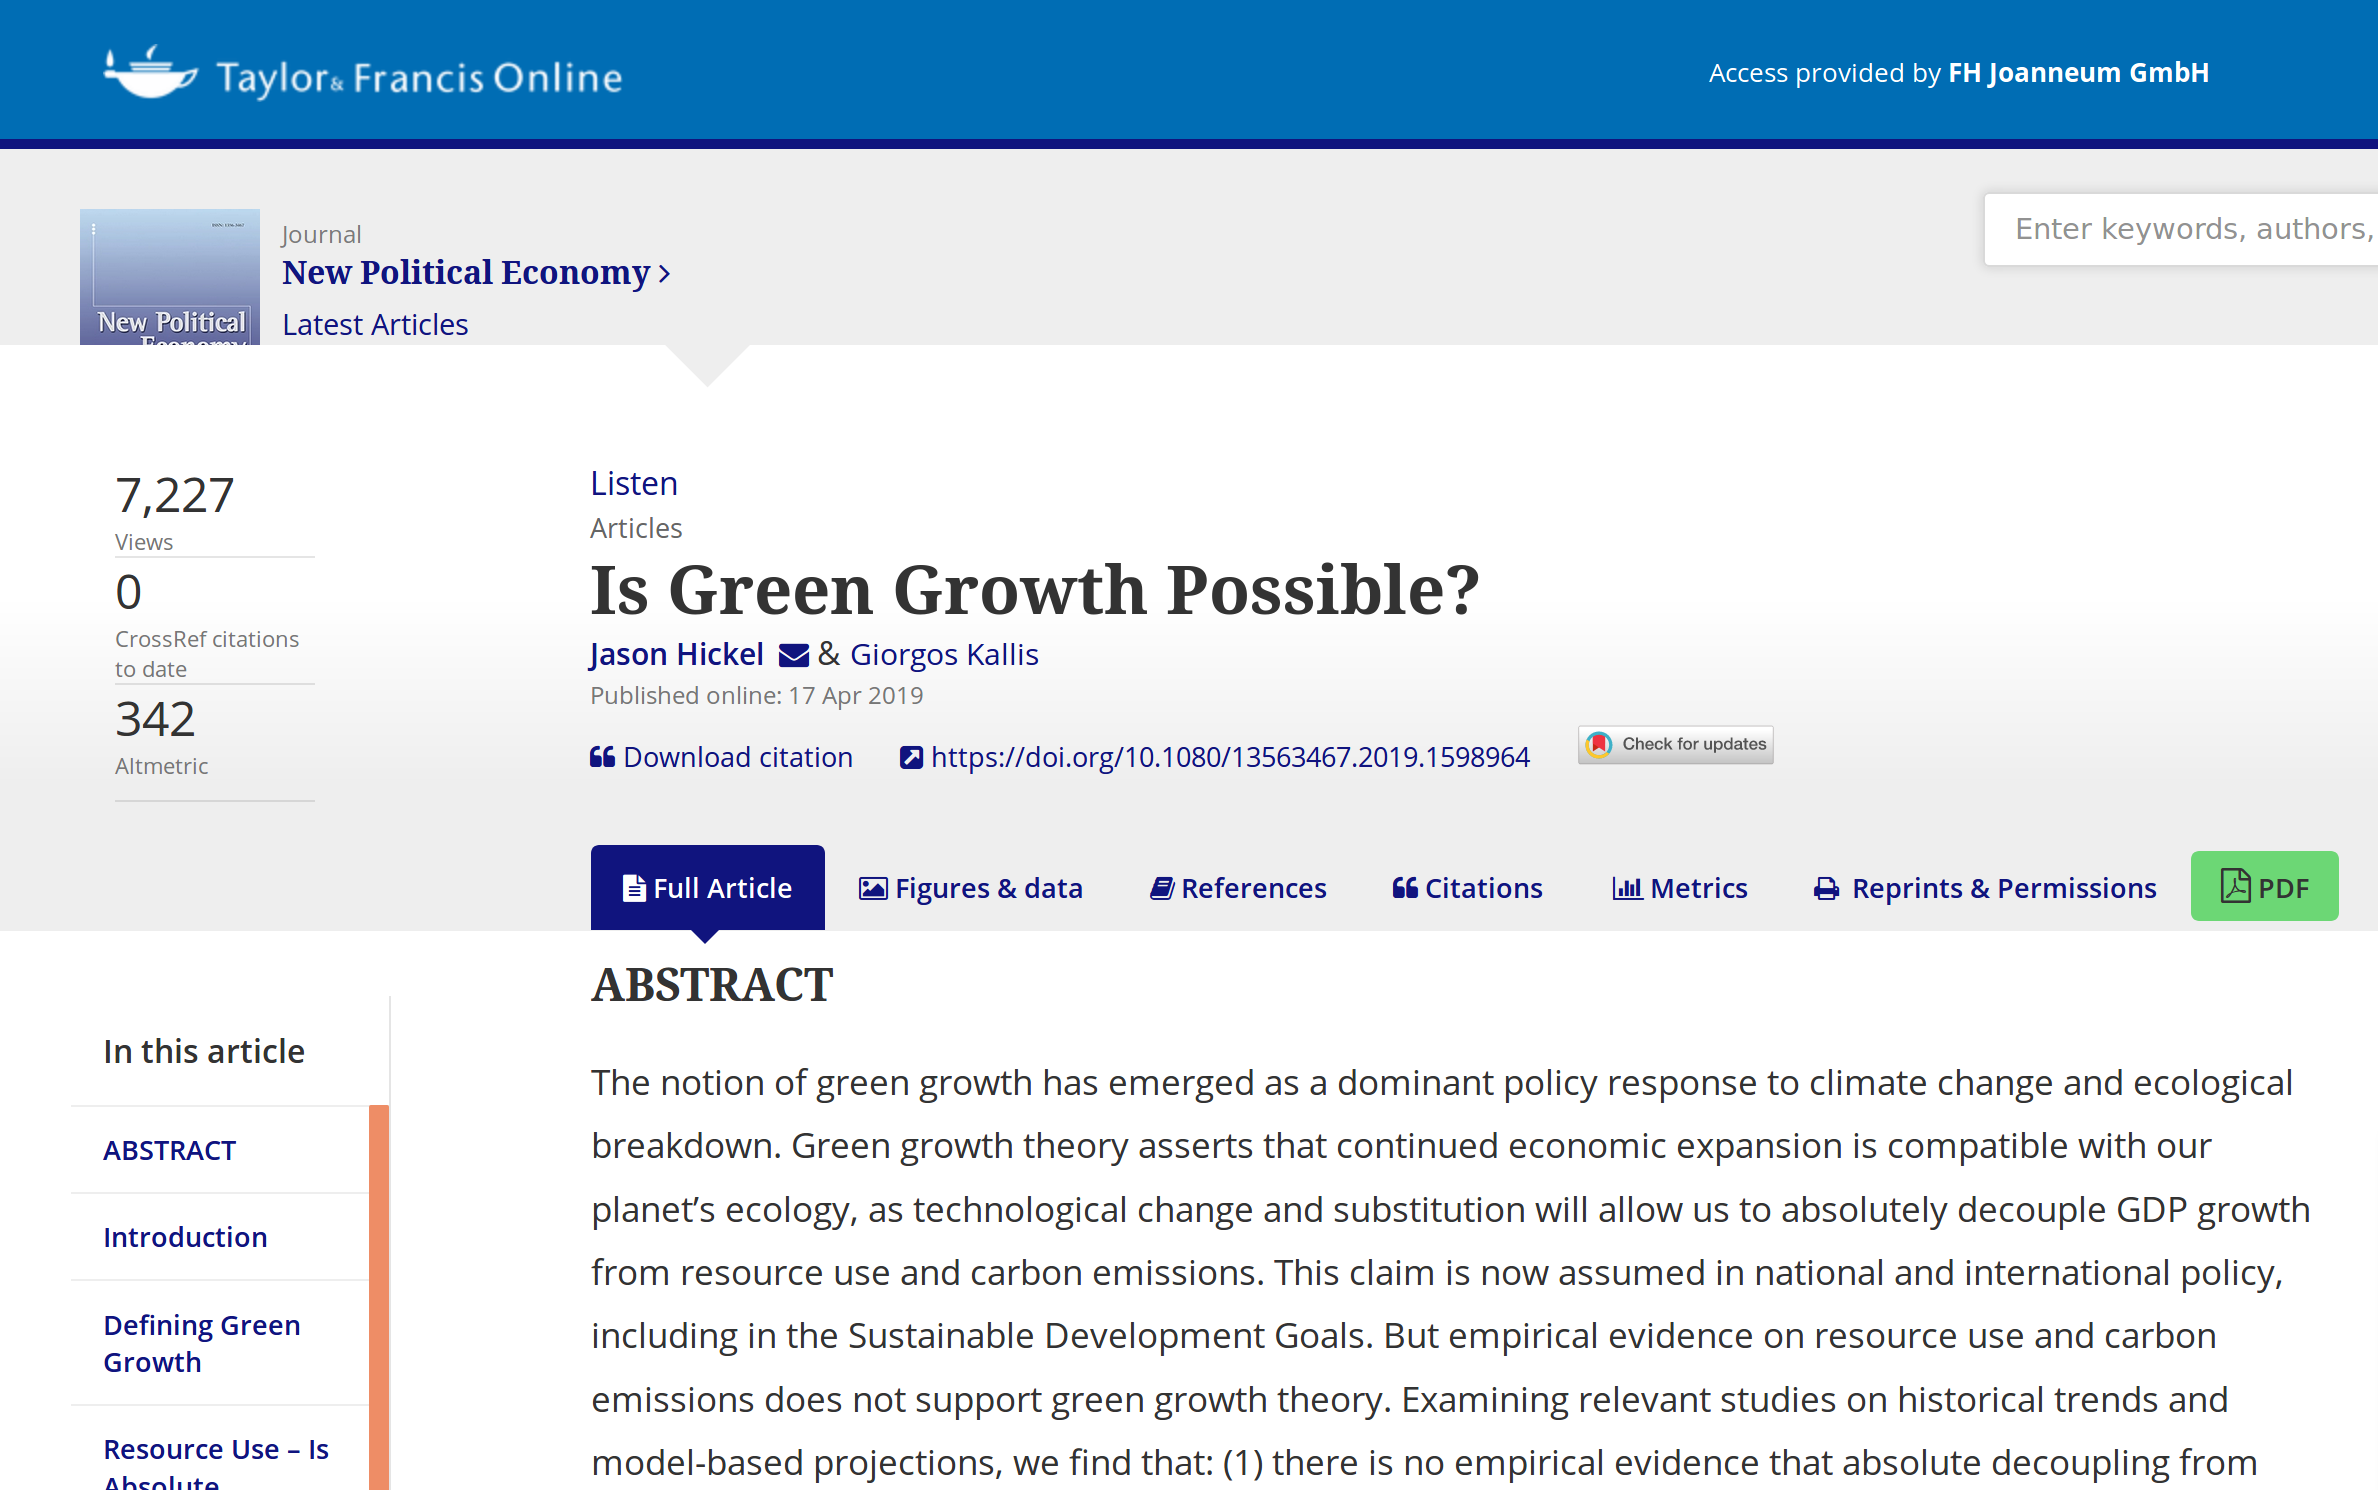 Taylor & Francis Online
Access provided by FH Joanneum GmbH
Enter keywords, authors,
New Political
Economy
Journal
New Political Economy
Latest Articles
7,227
Views
0
CrossRef citations
to date
342
Altmetric
Listen
Articles
Is Green Growth Possible?
Jason Hickel & Giorgos Kallis
Published online: 17 Apr 2019
Download citation https://doi.org/10.1080/13563467.2019.1598964 Check for updates
Full Article Figures & data References Citations Metrics Reprints & Permissions PDF
In this article
ABSTRACT
Introduction
Defining Green
Growth
Resource Use – Is
Absolute
ABSTRACT
The notion of green growth has emerged as a dominant policy response to climate change and ecological
breakdown. Green growth theory asserts that continued economic expansion is compatible with our
planet’s ecology, as technological change and substitution will allow us to absolutely decouple GDP growth
from resource use and carbon emissions. This claim is now assumed in national and international policy,
including in the Sustainable Development Goals. But empirical evidence on resource use and carbon
emissions does not support green growth theory. Examining relevant studies on historical trends and
model-based projections, we find that: (1) there is no empirical evidence that absolute decoupling from